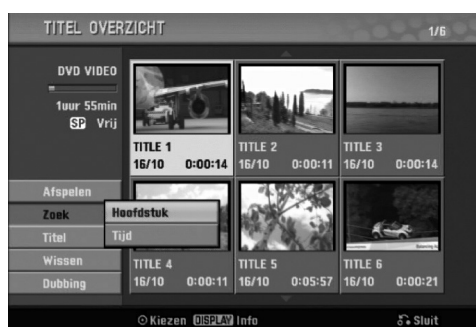 TITEL OVERZICHT
1/6
DVD VIDEO
1uur 55min
SP Vrij
TITLE 1
16/10 0:00:14
TITLE 2
16/10 0:00:11
TITLE 3
16/10 0:00:14
Afspelen
Zoek
Titel
Wissen
Dubbing
Hoofdstuk
Tijd
TITLE 4
16/10 0:00:11
TITLE 5
16/10 0:05:57
TITLE 6
16/10 0:00:21
Kiezen DISPLAY Info
Sluit